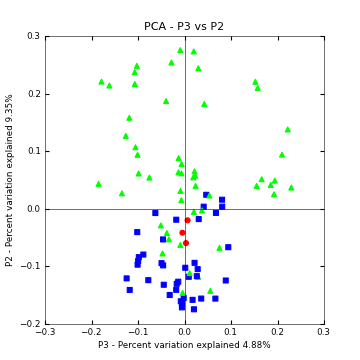 PCA - P3 vs P2
0.3
0.2
0.1
0.0
−0.1
−0.2
P2 - Percent variation explained 9.35%
−0.3 −0.2 −0.1 0.0 0.1 0.2 0.3
P3 - Percent variation explained 4.88%